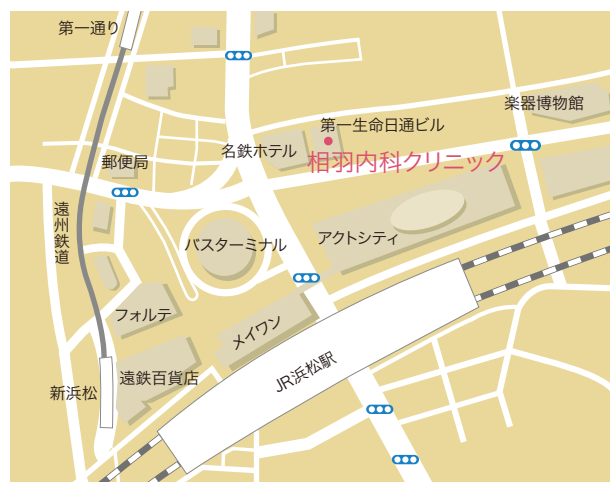 第一通り
楽器博物館
第一生命日通ビル
名鉄ホテル
相羽内科クリニック
郵便局
遠州鉄道
バスターミナル
アクトシティ
フォルテ
メイワン
JR浜松駅
遠鉄百貨店
新浜松